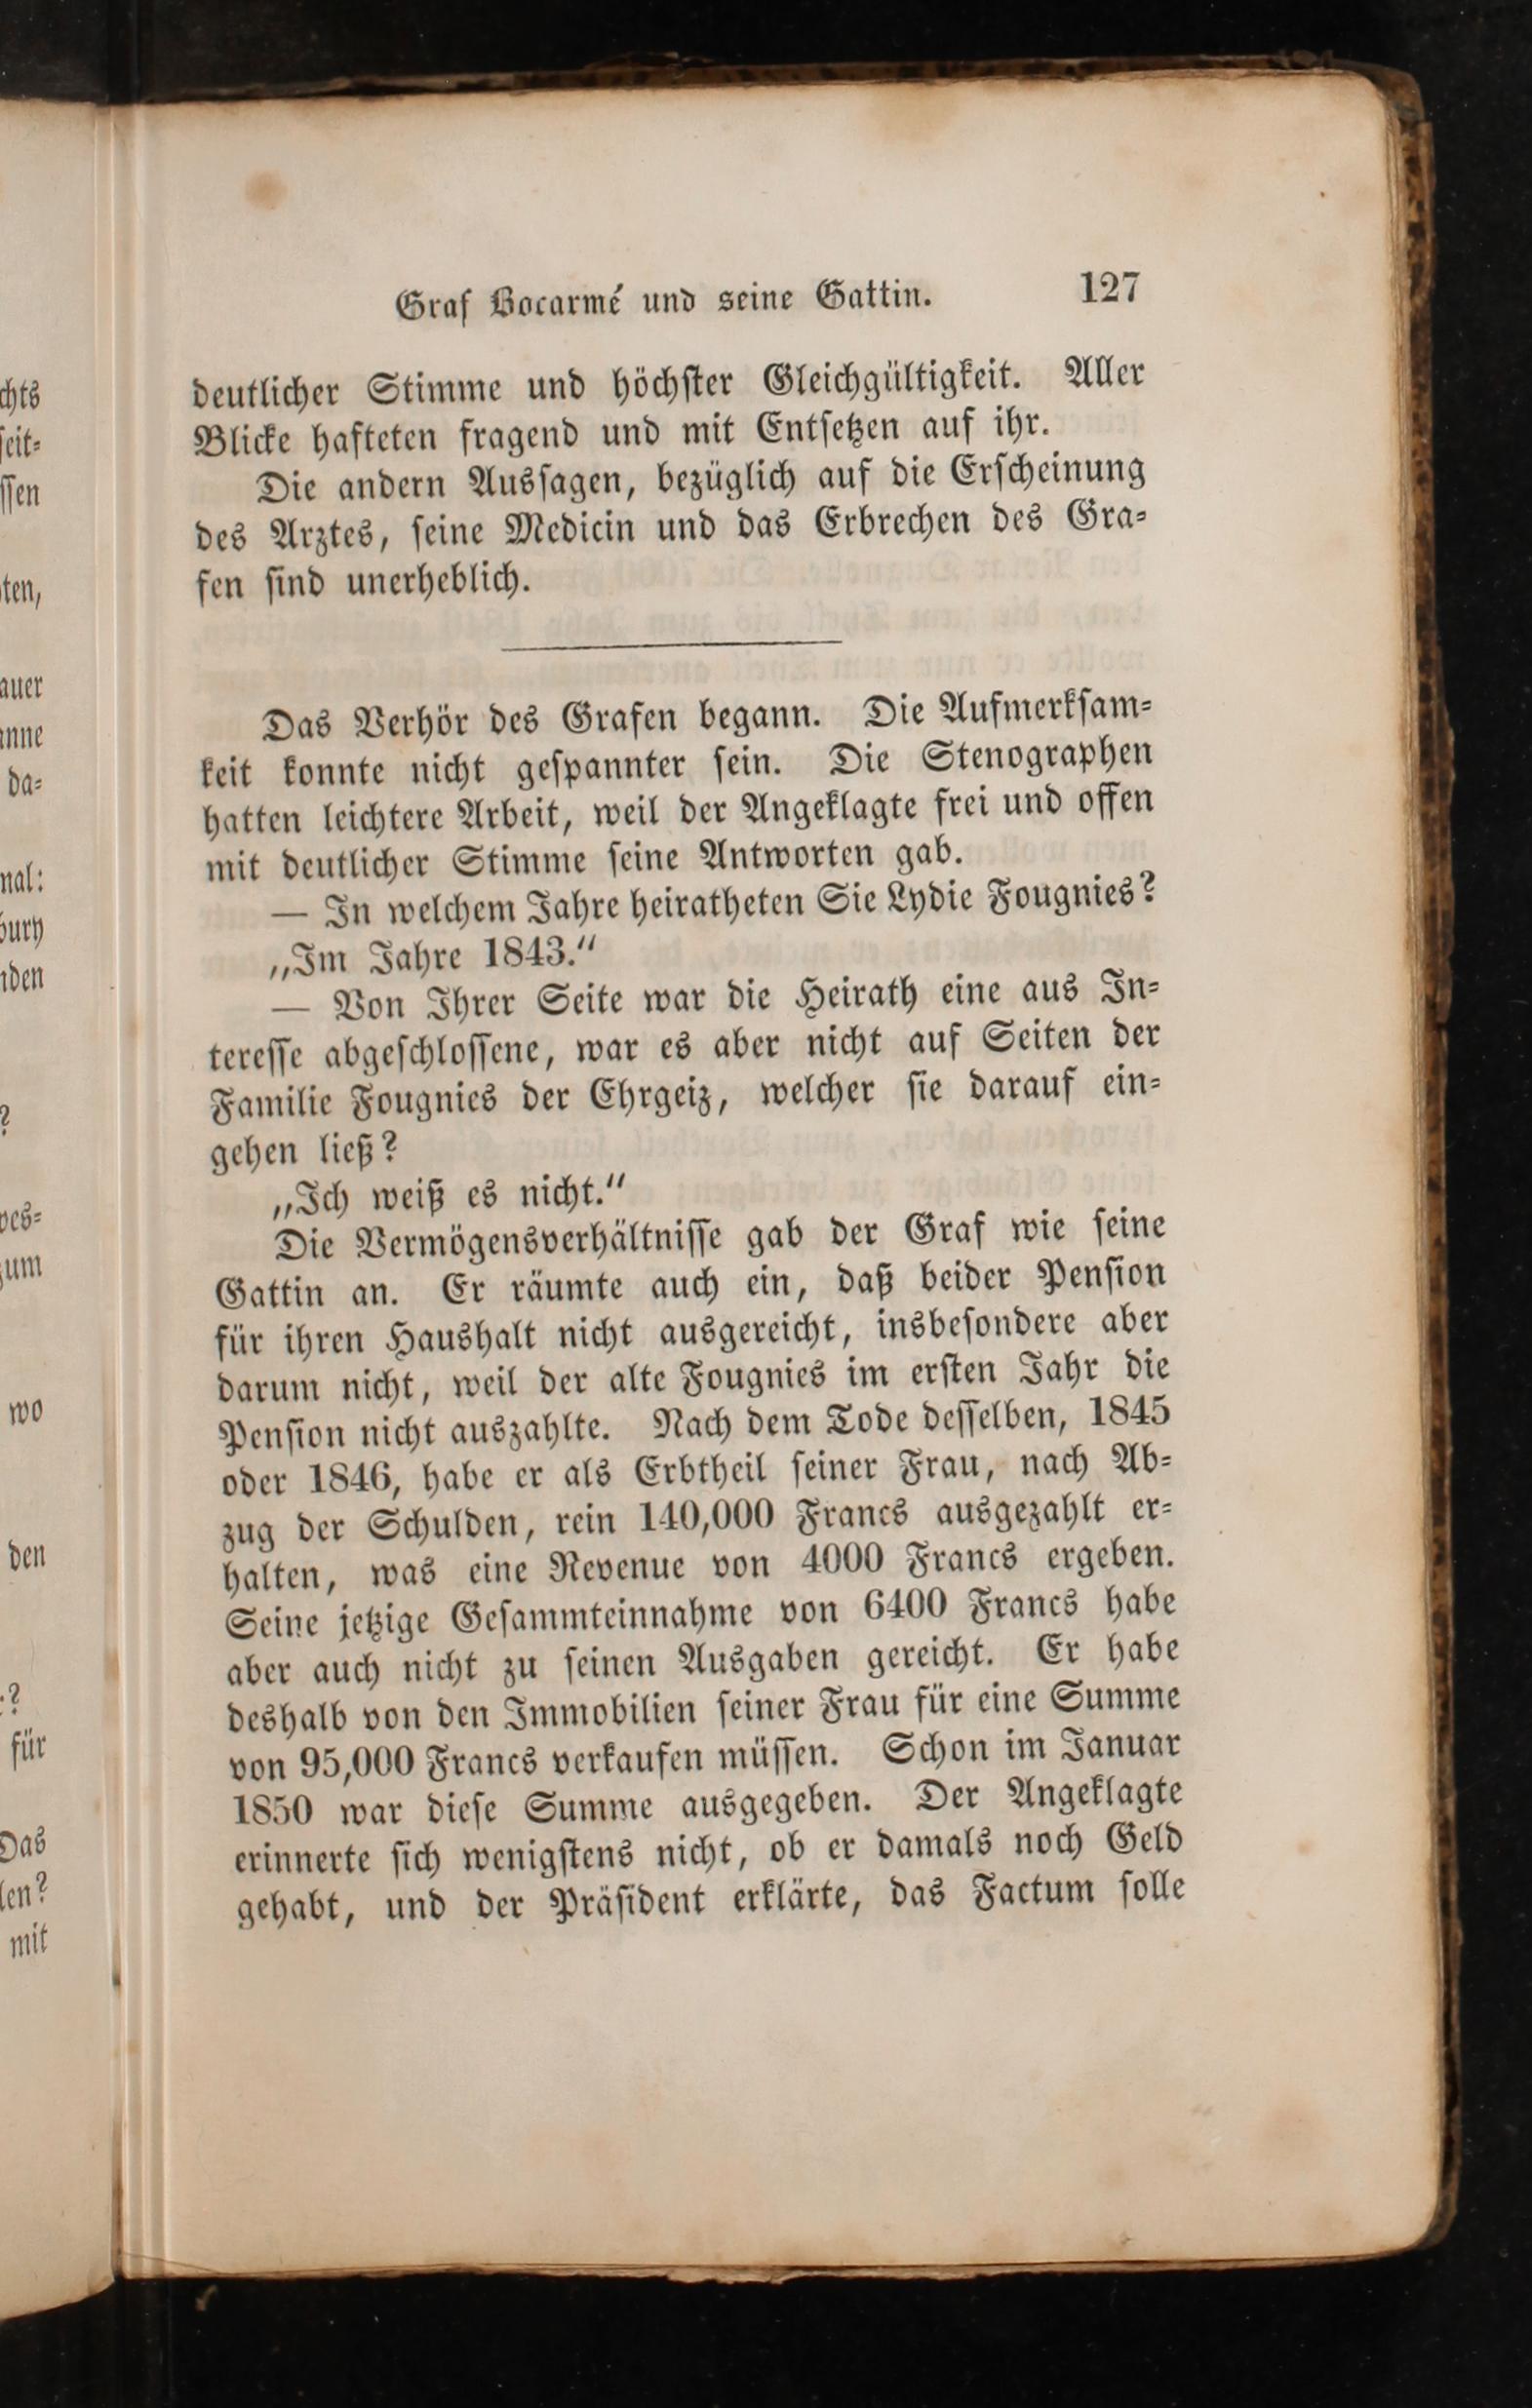 Graf Bocarmé und seine Gattin. 127
deutlicher Stimme und höchſter Gleichgültigkeit. Aller
Blicke hafteten fragend und mit Entſetzen auf ihr.
Die andern Ausſagen, bezüglich auf die Erſcheinung
des Arztes, ſeine Medicin und das Erbrechen des Gra-
fen ſind unerheblich.
Das Verhör des Grafen begann. Die Aufmerkſam-
keit konnte nicht geſpannter ſein. Die Stenographen
hatten leichtere Arbeit, weil der Angeklagte frei und offen
mit deutlicher Stimme ſeine Antworten gab.
— In welchem Jahre heiratheten Sie Lydie Fougnies?
„Im Jahre 1843.“
— Von Ihrer Seite war die Heirath eine aus In-
tereſſe abgeſchloſſene, war es aber nicht auf Seiten der
Familie Fougnies der Ehrgeiz, welcher ſie darauf ein-
gehen ließ?
„Ich weiß es nicht.“
Die Vermögensverhältniſſe gab der Graf wie ſeine
Gattin an. Er räumte auch ein, daß beider Penſion
für ihren Haushalt nicht ausgereicht, insbeſondere aber
darum nicht, weil der alte Fougnies im erſten Jahr die
Penſion nicht auszahlte. Nach dem Tode deſſelben, 1845
oder 1846, habe er als Erbtheil ſeiner Frau, nach Ab-
zug der Schulden, rein 140,000 Francs ausgezahlt er-
halten, was eine Revenue von 4000 Francs ergeben.
Seine jetzige Geſammteinnahme von 6400 Francs habe
aber auch nicht zu ſeinen Ausgaben gereicht. Er habe
deshalb von den Immobilien ſeiner Frau für eine Summe
von 95,000 Francs verkaufen müſſen. Schon im Januar
1850 war dieſe Summe ausgegeben. Der Angeklagte
erinnerte ſich wenigſtens nicht, ob er damals noch Geld
gehabt, und der Präſident erklärte, das Factum ſolle